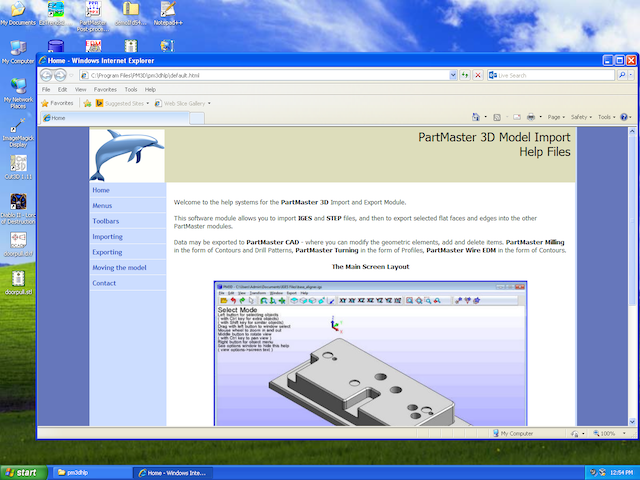 My Documents
PartMaster
Post-proce...
Notepad++
Home - Windows Internet Explorer
C:\Program Files\PM3D\pm3dhlp\default.html
Live Search
File Edit View Favorites Tools Help
Favorites Suggested Sites Web Slice Gallery
Home
Page Safety Tools
My Computer
My Network
Places
ImageMagick
Display
Cut3D 1.11
Diablo II - Lord
of Destruction
doorpull.stl
PartMaster 3D Model Import
Help Files
Home
Menus
Toolbars
Importing
Exporting
Moving the model
Contact
Welcome to the help systems for the PartMaster 3D Import and Export Module.
This software module allows you to import IGES and STEP files, and then to export selected flat faces and edges into the other
PartMaster modules.
Data may be exported to PartMaster CAD - where you can modify the geometric elements, add and delete items. PartMaster Milling
in the form of Contours and Drill Patterns, PartMaster Turning in the form of Profiles, PartMaster Wire EDM in the form of Contours.
The Main Screen Layout
File Edit View Tools Window Export Help
XY XZ YZ XY XZ YZ
Select Mode
Left button for selecting objects
( with Ctrl key for extra objects)
( with Shift key for similar objects)
Drag with left button to window select
Mouse wheel to zoom in and out
Middle button to rotate view
( with Ctrl key to pan view )
Right button for object menu
See options window to hide this help
( view options->screen text )
My Computer
100%
start
pm3dhlp
Home - Windows Inte...
12:54 PM